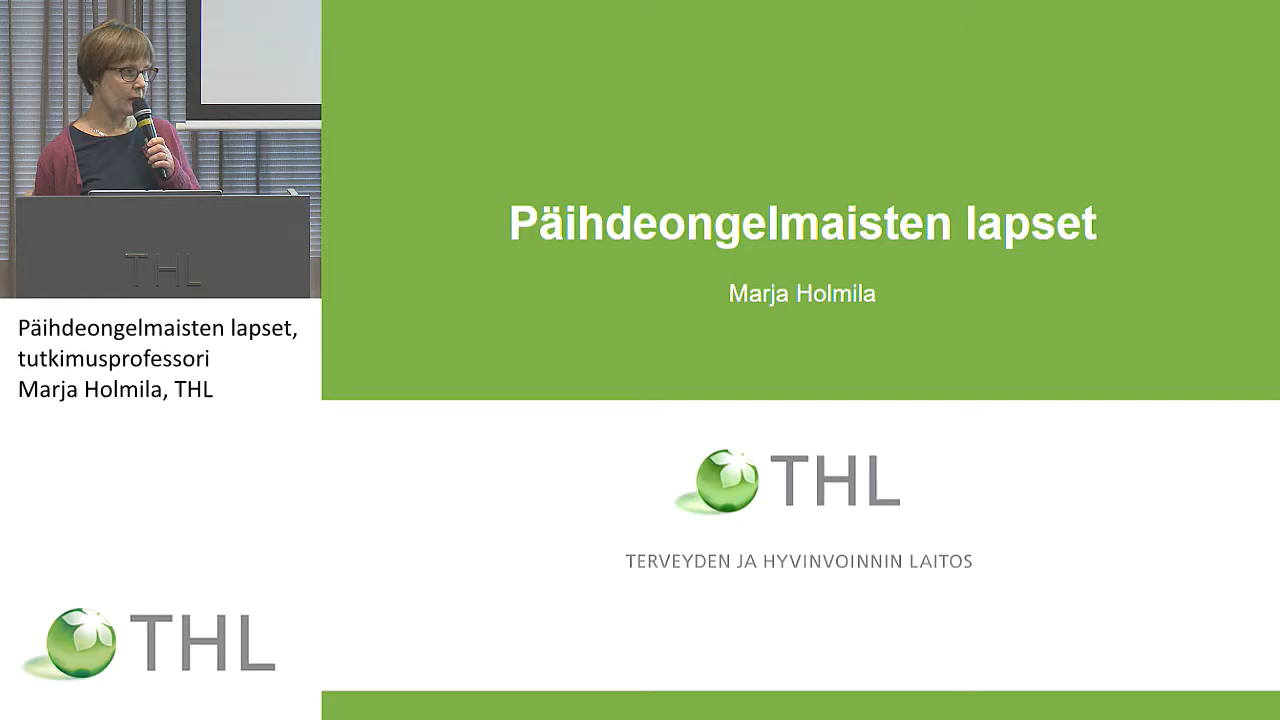 THL
Päihdeongelmaisten lapset,
tutkimusprofessori
Marja Holmila, THL
THL
Päihdeongelmaisten lapset
Marja Holmila
THL
TERVEYDEN JA HYVINVOINNIN LAITOS